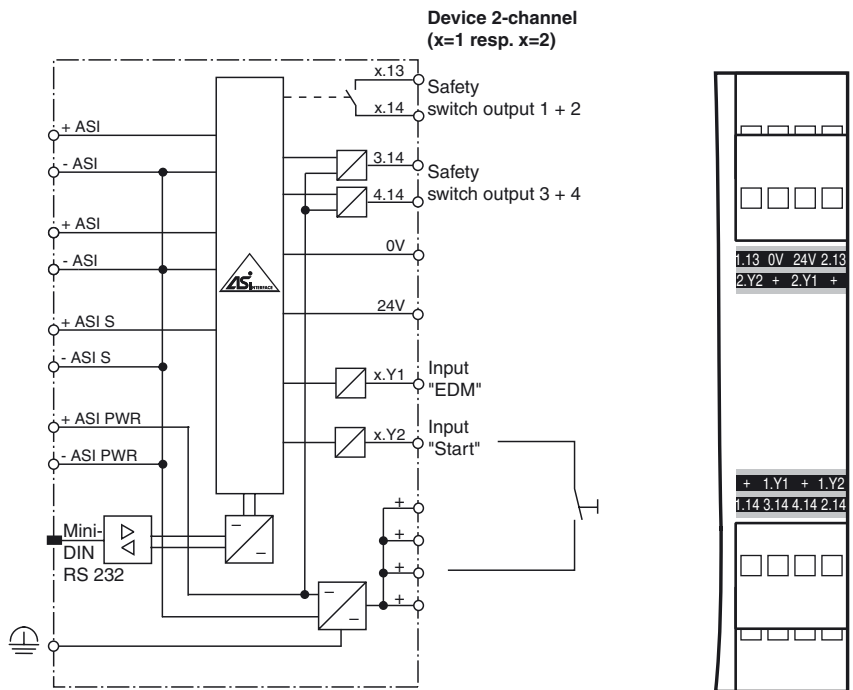 Device 2-channel
(x=1 resp. x=2)
x.13
x.14
Safety
switch output 1 + 2
+ ASI
- ASI
3.14
4.14
Safety
switch output 3 + 4
+ ASI
- ASI
0V
ASi
INTERFACE
24V
+ ASI S
- ASI S
x.Y1
Input
"EDM"
+ ASI PWR
- ASI PWR
x.Y2
Input
"Start"
+
+
+
+
Mini-
DIN
RS 232
1.13 0V 24V 2.13
2.Y2 + 2.Y1 +
+ 1.Y1 + 1.Y2
1.14 3.14 4.14 2.14